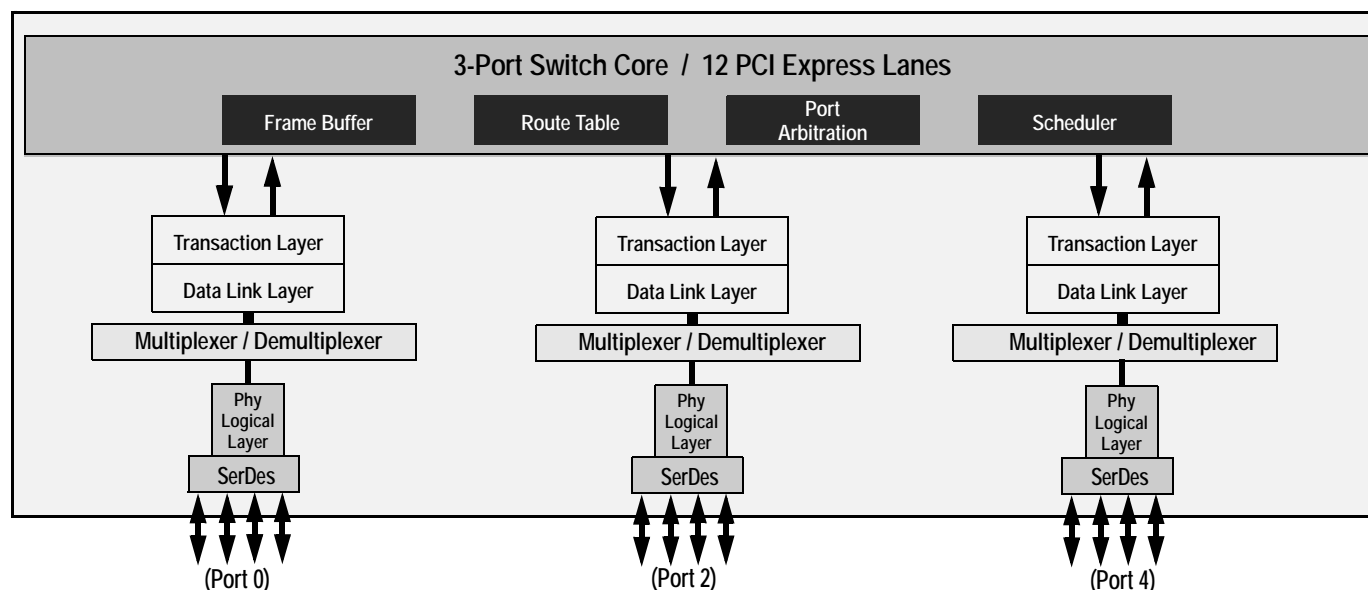 3-Port Switch Core / 12 PCI Express Lanes
Frame Buffer
Route Table
Port
Arbitration
Scheduler
Transaction Layer
Data Link Layer
Multiplexer / Demultiplexer
Phy
Logical
Layer
SerDes
(Port 0)
Transaction Layer
Data Link Layer
Multiplexer / Demultiplexer
Phy
Logical
Layer
SerDes
(Port 2)
Transaction Layer
Data Link Layer
Multiplexer / Demultiplexer
Phy
Logical
Layer
SerDes
(Port 4)